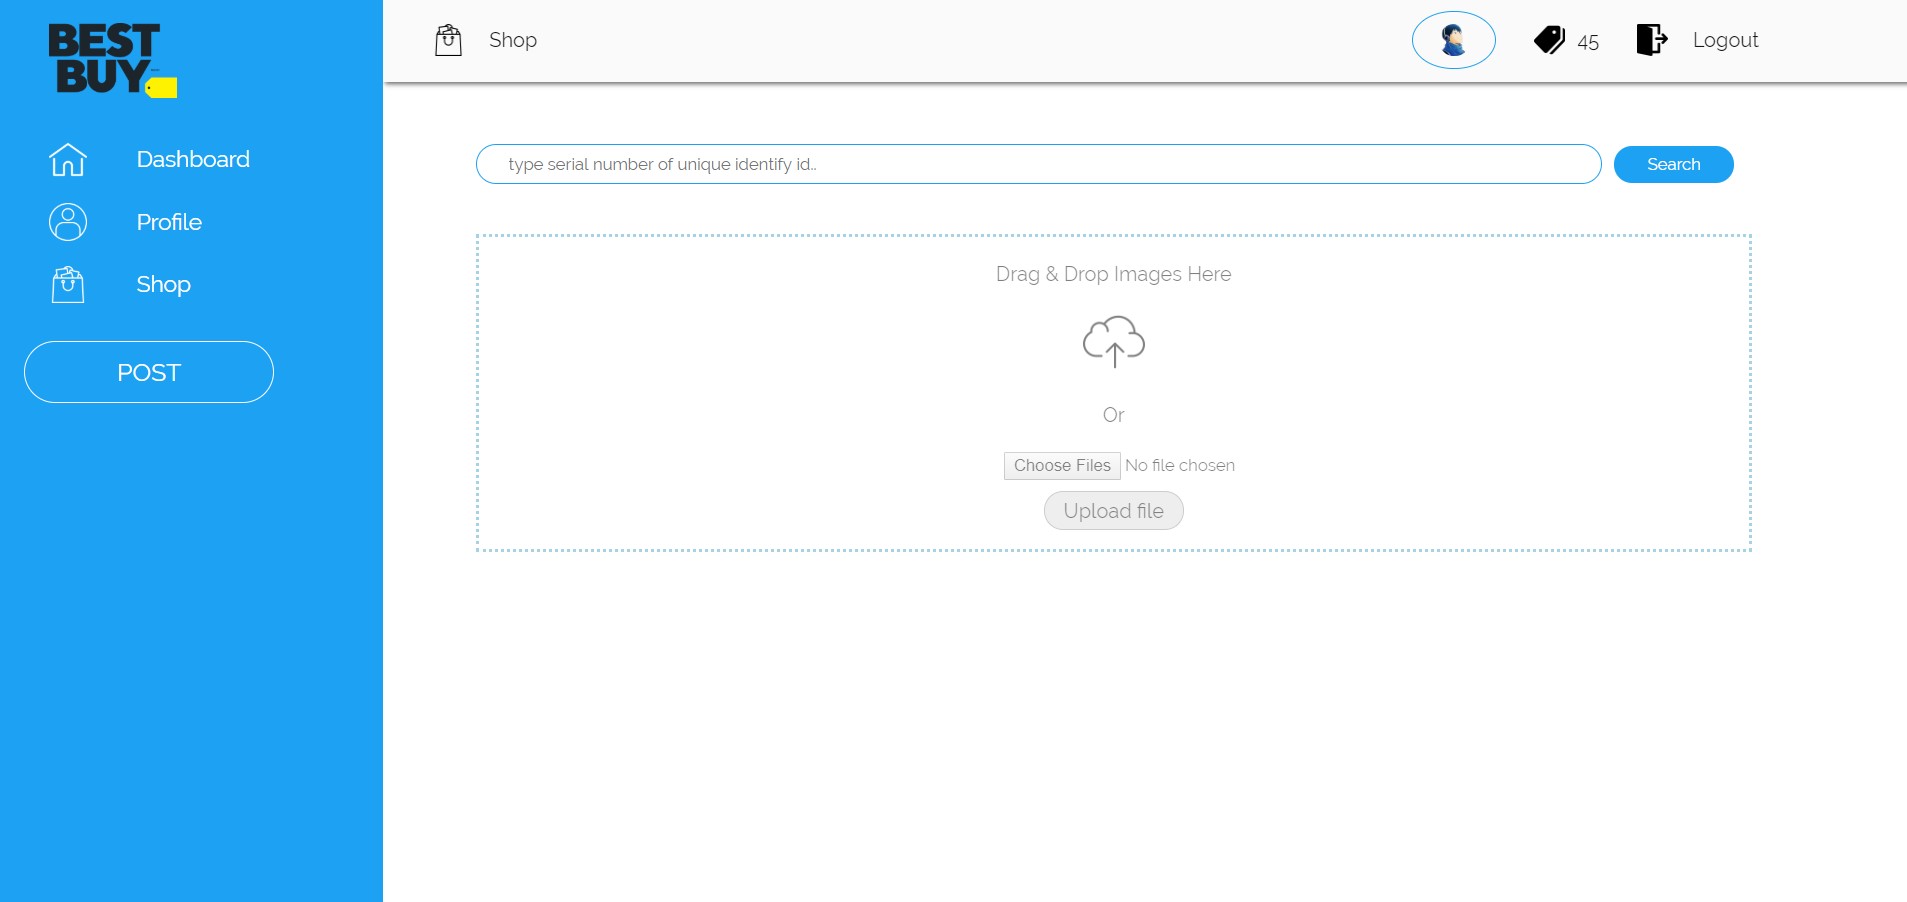 BEST
BUY
Dashboard
Profile
Shop
POST
Shop
45
Logout
type serial number of unique identify id..
Search
Drag & Drop Images Here
Or
Choose Files No file chosen
Upload file